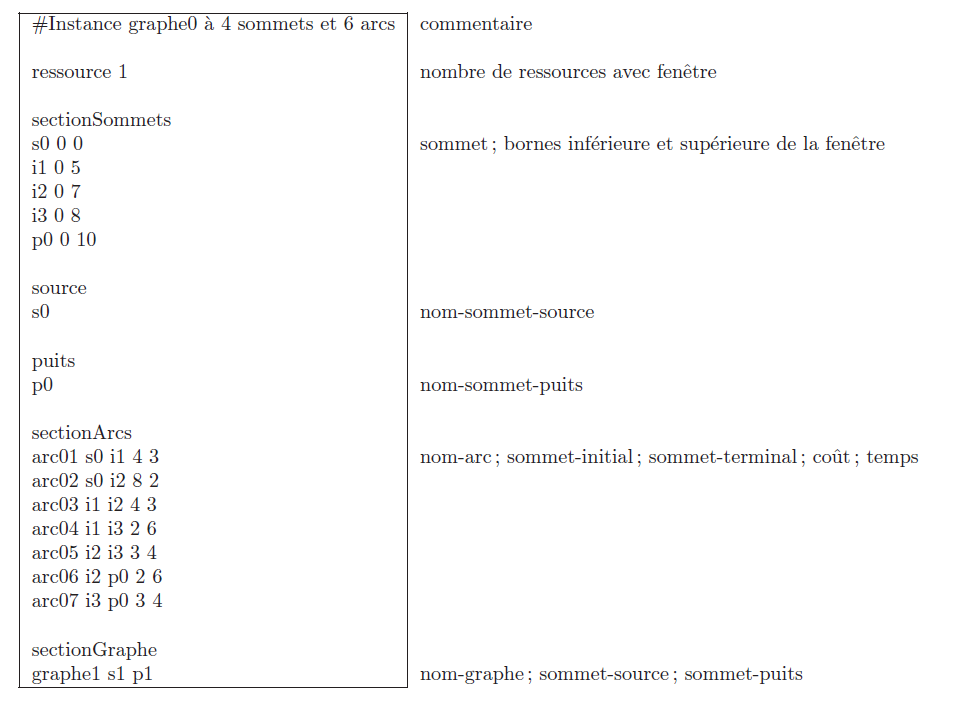 #Instance graphe0 à 4 sommets et 6 arcs commentaire
ressource 1 nombre de ressources avec fenêtre
sectionSommets
s0 0 0 sommet ; bornes inférieure et supérieure de la fenêtre
i1 0 5
i2 0 7
i3 0 8
p0 0 10
source
s0 nom-sommet-source
puits
p0 nom-sommet-puits
sectionArcs
arc01 s0 i1 4 3 nom-arc ; sommet-initial ; sommet-terminal ; coût ; temps
arc02 s0 i2 8 2
arc03 i1 i2 4 3
arc04 i1 i3 2 6
arc05 i2 i3 3 4
arc06 i2 p0 2 6
arc07 i3 p0 3 4
sectionGraphe
graphe1 s1 p1 nom-graphe ; sommet-source ; sommet-puits